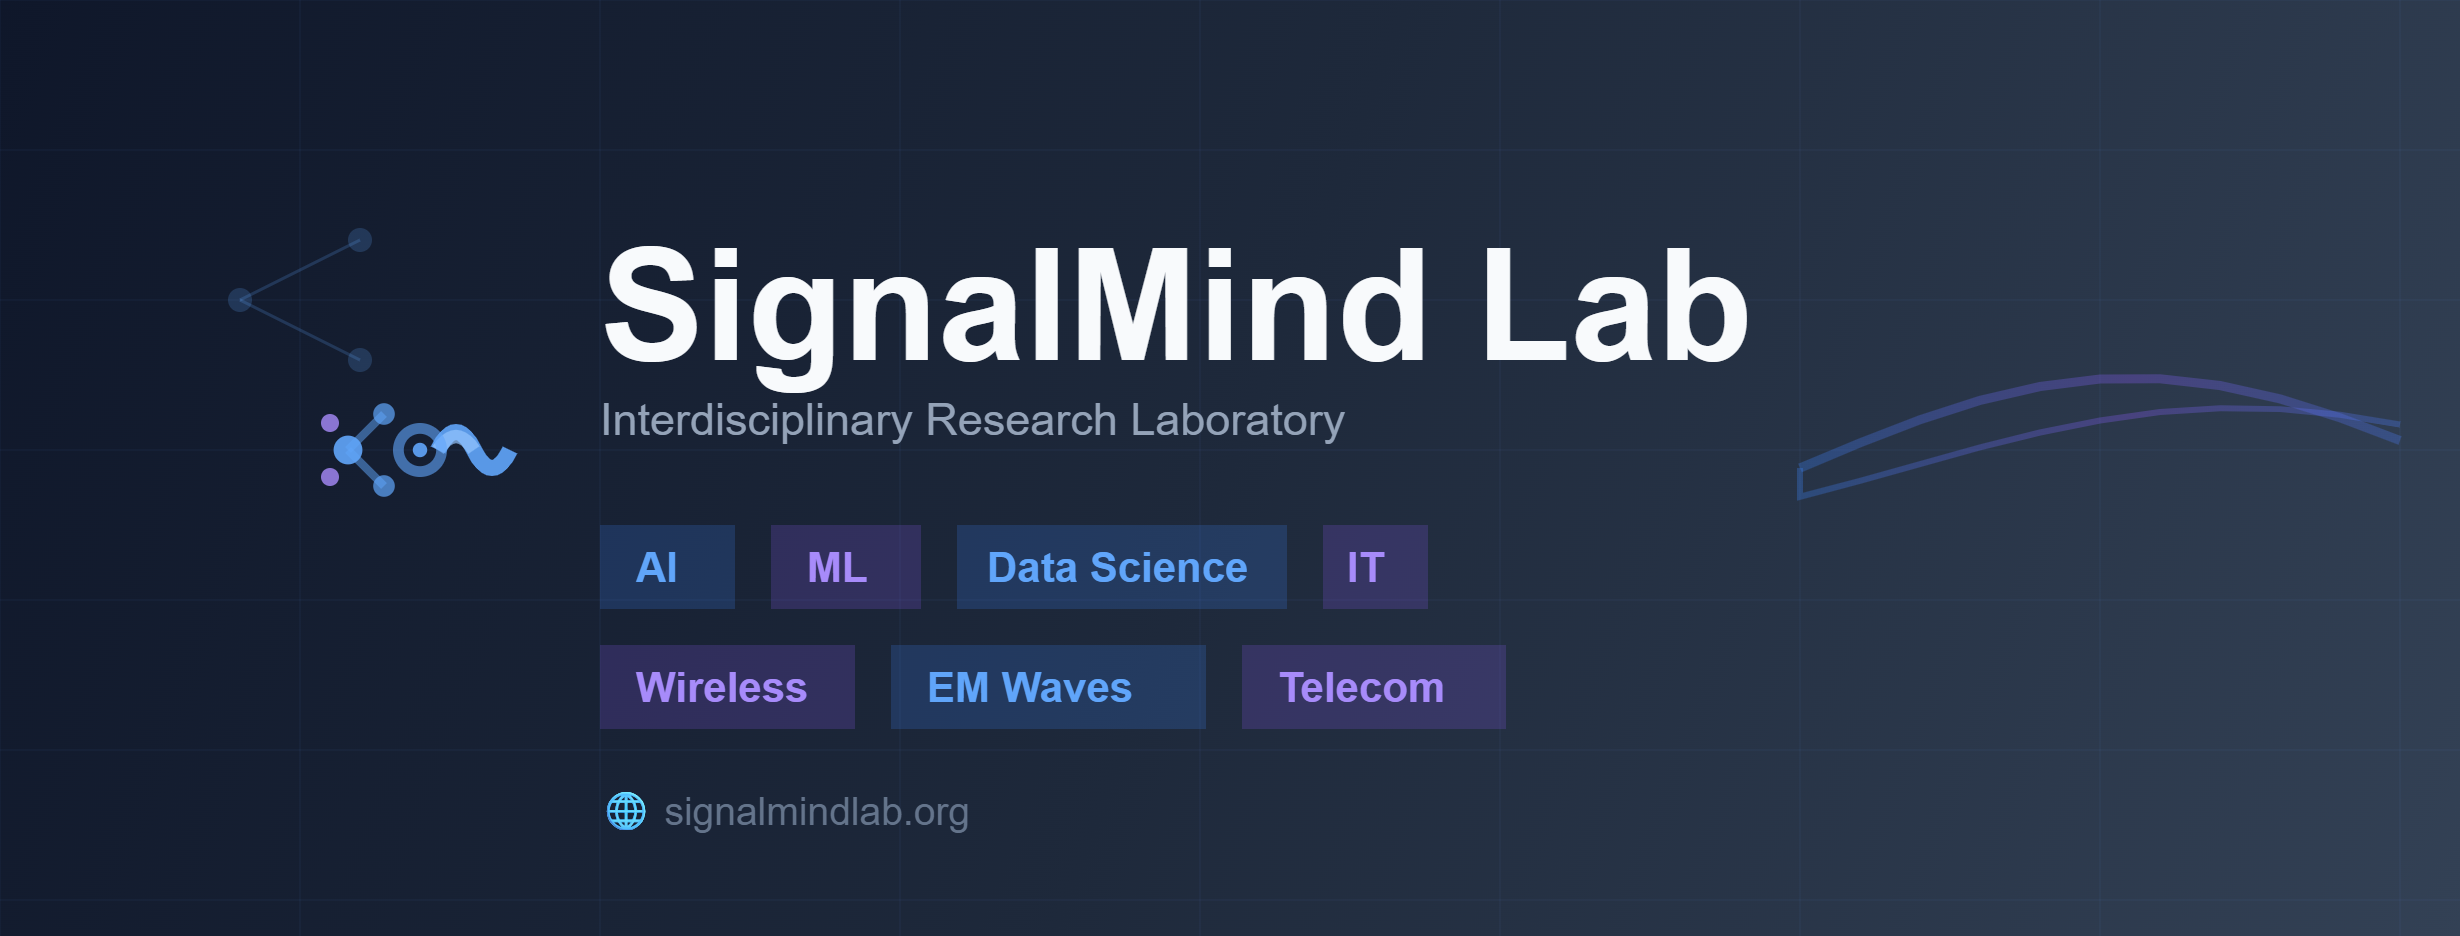 SignalMind Lab
Interdisciplinary Research Laboratory
AI ML Data Science IT
Wireless EM Waves Telecom
signalmindlab.org